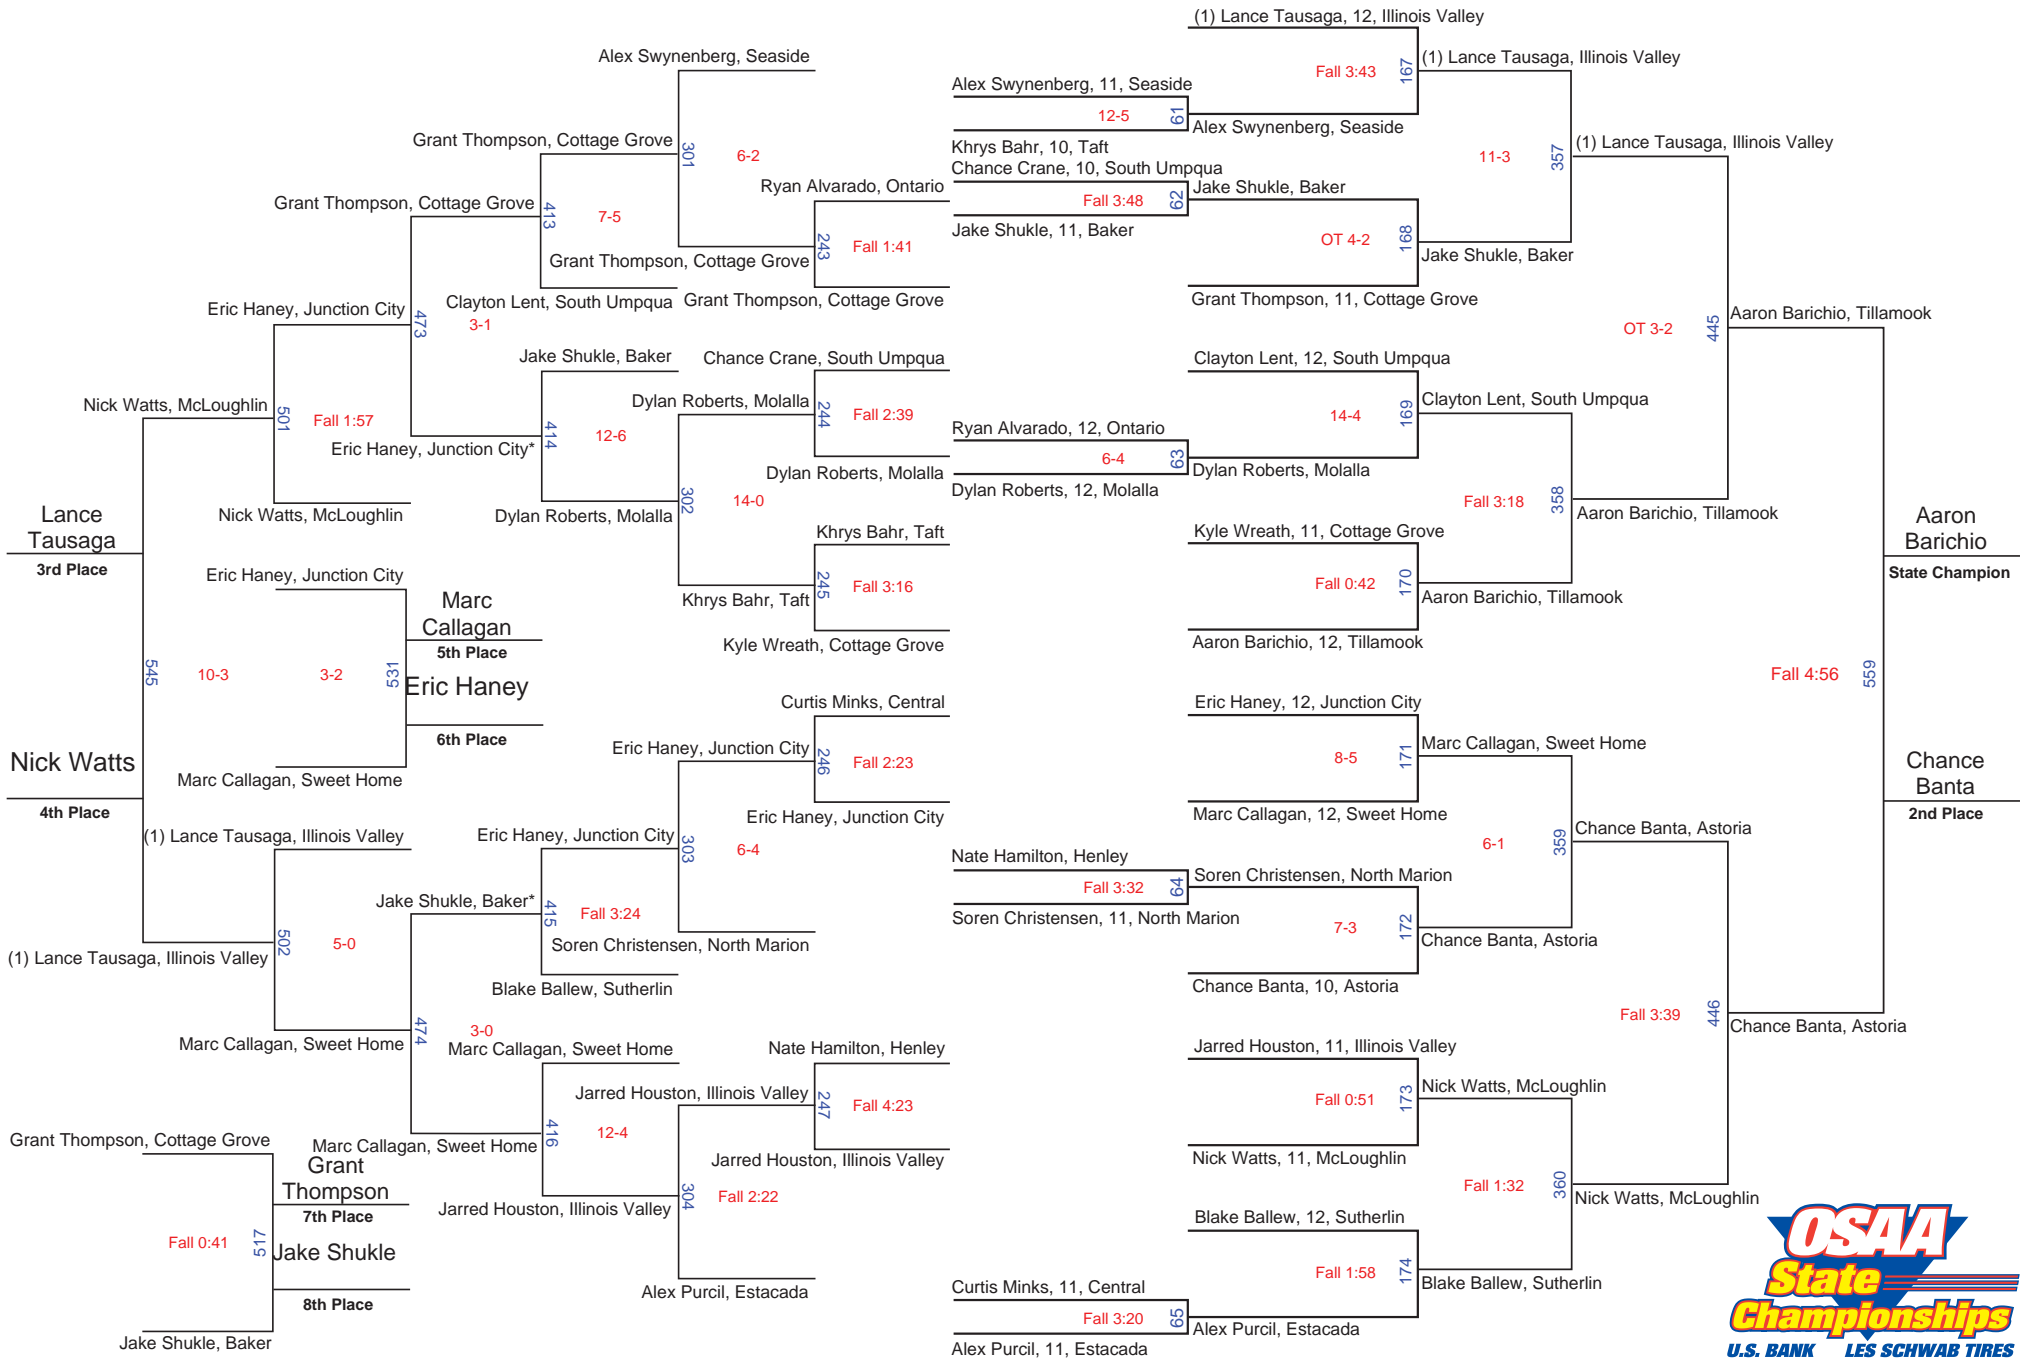 (1) Lance Tausaga, 12, Illinois Valley
Alex Swynenberg, Seaside
Fall 3:43
167
(1) Lance Tausaga, Illinois Valley
Alex Swynenberg, 11, Seaside
12-5
61
Alex Swynenberg, Seaside
Grant Thompson, Cottage Grove
301
6-2
Khrys Bahr, 10, Taft
11-3
357
(1) Lance Tausaga, Illinois Valley
Chance Crane, 10, South Umpqua
Ryan Alvarado, Ontario
Fall 3:48
62
Jake Shukle, Baker
Grant Thompson, Cottage Grove
413
7-5
Jake Shukle, 11, Baker
OT 4-2
168
243
Fall 1:41
Jake Shukle, Baker
Grant Thompson, Cottage Grove
Eric Haney, Junction City
Clayton Lent, South Umpqua
Grant Thompson, Cottage Grove
Grant Thompson, 11, Cottage Grove
473
3-1
OT 3-2
445
Aaron Barichio, Tillamook
Jake Shukle, Baker
Chance Crane, South Umpqua
Clayton Lent, 12, South Umpqua
Nick Watts, McLoughlin
501
Fall 1:57
Dylan Roberts, Molalla
244
Fall 2:39
14-4
169
Clayton Lent, South Umpqua
Eric Haney, Junction City*
414
12-6
Ryan Alvarado, 12, Ontario
6-4
63
Dylan Roberts, Molalla
Dylan Roberts, Molalla
Dylan Roberts, 12, Molalla
Nick Watts, McLoughlin
Dylan Roberts, Molalla
302
14-0
Fall 3:18
358
Aaron Barichio, Tillamook
Lance
Tausaga
3rd Place
Khrys Bahr, Taft
Kyle Wreath, 11, Cottage Grove
Aaron
Barichio
State Champion
Eric Haney, Junction City
245
Fall 3:16
Fall 0:42
170
Marc
Callagan
5th Place
Khrys Bahr, Taft
Aaron Barichio, Tillamook
Kyle Wreath, Cottage Grove
Aaron Barichio, 12, Tillamook
545
10-3
3-2
531
Eric Haney
6th Place
Fall 4:56
559
Curtis Minks, Central
Eric Haney, 12, Junction City
Nick Watts
4th Place
Marc Callagan, Sweet Home
Eric Haney, Junction City
246
Fall 2:23
8-5
171
Marc Callagan, Sweet Home
Chance
Banta
2nd Place
Eric Haney, Junction City
Marc Callagan, 12, Sweet Home
(1) Lance Tausaga, Illinois Valley
Eric Haney, Junction City
303
6-4
6-1
359
Chance Banta, Astoria
Nate Hamilton, Henley
Fall 3:32
64
Soren Christensen, North Marion
Jake Shukle, Baker*
415
Fall 3:24
Soren Christensen, 11, North Marion
(1) Lance Tausaga, Illinois Valley
502
5-0
Soren Christensen, North Marion
7-3
172
Chance Banta, Astoria
Blake Ballew, Sutherlin
Chance Banta, 10, Astoria
Marc Callagan, Sweet Home
474
3-0
Fall 3:39
446
Chance Banta, Astoria
Marc Callagan, Sweet Home
Nate Hamilton, Henley
Jarred Houston, 11, Illinois Valley
Jarred Houston, Illinois Valley
247
Fall 4:23
Fall 0:51
173
Nick Watts, McLoughlin
Grant Thompson, Cottage Grove
Marc Callagan, Sweet Home
416
12-4
Jarred Houston, Illinois Valley
Nick Watts, 11, McLoughlin
Grant
Thompson
7th Place
Jarred Houston, Illinois Valley
304
Fall 2:22
Fall 1:32
360
Nick Watts, McLoughlin
Blake Ballew, 12, Sutherlin
Fall 0:41
517
Jake Shukle
8th Place
Fall 1:58
174
Blake Ballew, Sutherlin
Alex Purcil, Estacada
Curtis Minks, 11, Central
Fall 3:20
65
Alex Purcil, Estacada
Jake Shukle, Baker
Alex Purcil, 11, Estacada
OSAA
State
Championships
U.S. BANK LES SCHWAB TIRES